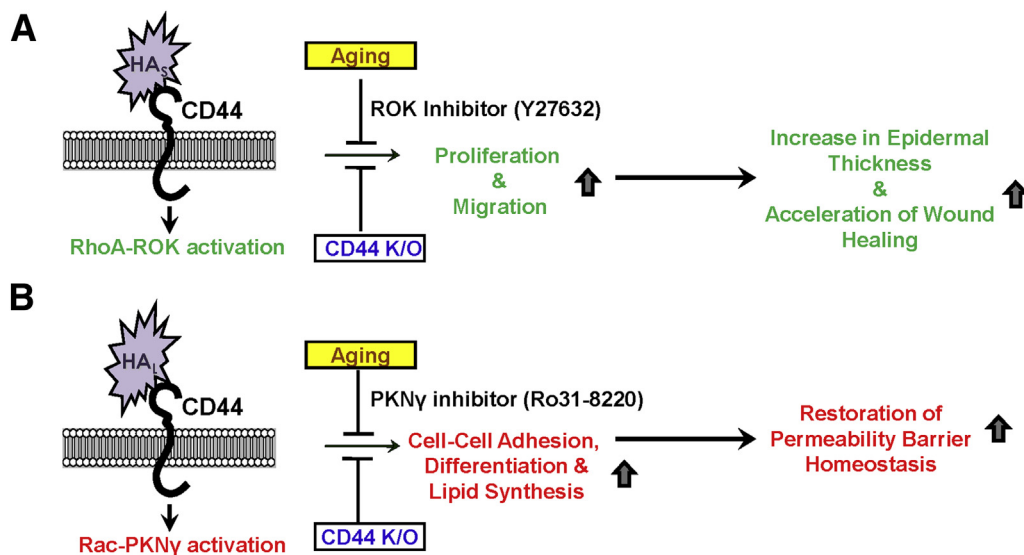 A
HAS
CD44
RhoA-ROK activation
Aging
ROK Inhibitor (Y27632)
Proliferation
&
Migration
CD44 K/O
Increase in Epidermal
Thickness
&
Acceleration of Wound
Healing
B
HAL
CD44
Rac-PKNγ activation
Aging
PKNγ inhibitor (Ro31-8220)
Cell-Cell Adhesion,
Differentiation &
Lipid Synthesis
CD44 K/O
Restoration of
Permeability Barrier
Homeostasis